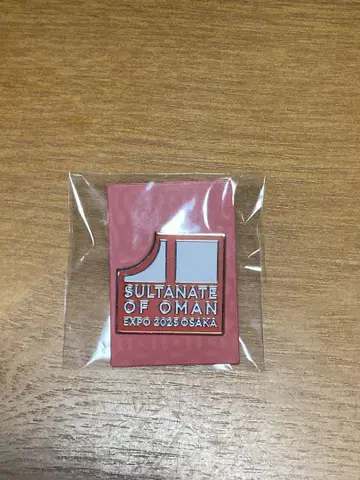 SULTANATE
OF OMAN
EXPO 2025 OSAKA